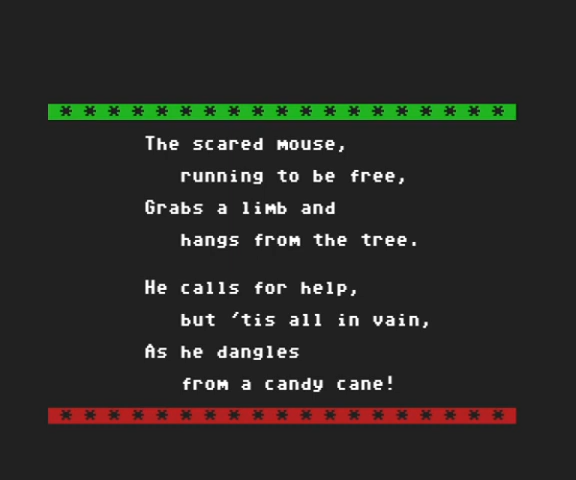 * * * * * * * * * * * * * * * * * * *
The scared mouse,
running to be free,
Grabs a limb and
hangs from the tree.
He calls for help,
but 'tis all in vain,
As he dangles
from a candy cane!
* * * * * * * * * * * * * * * * * * *